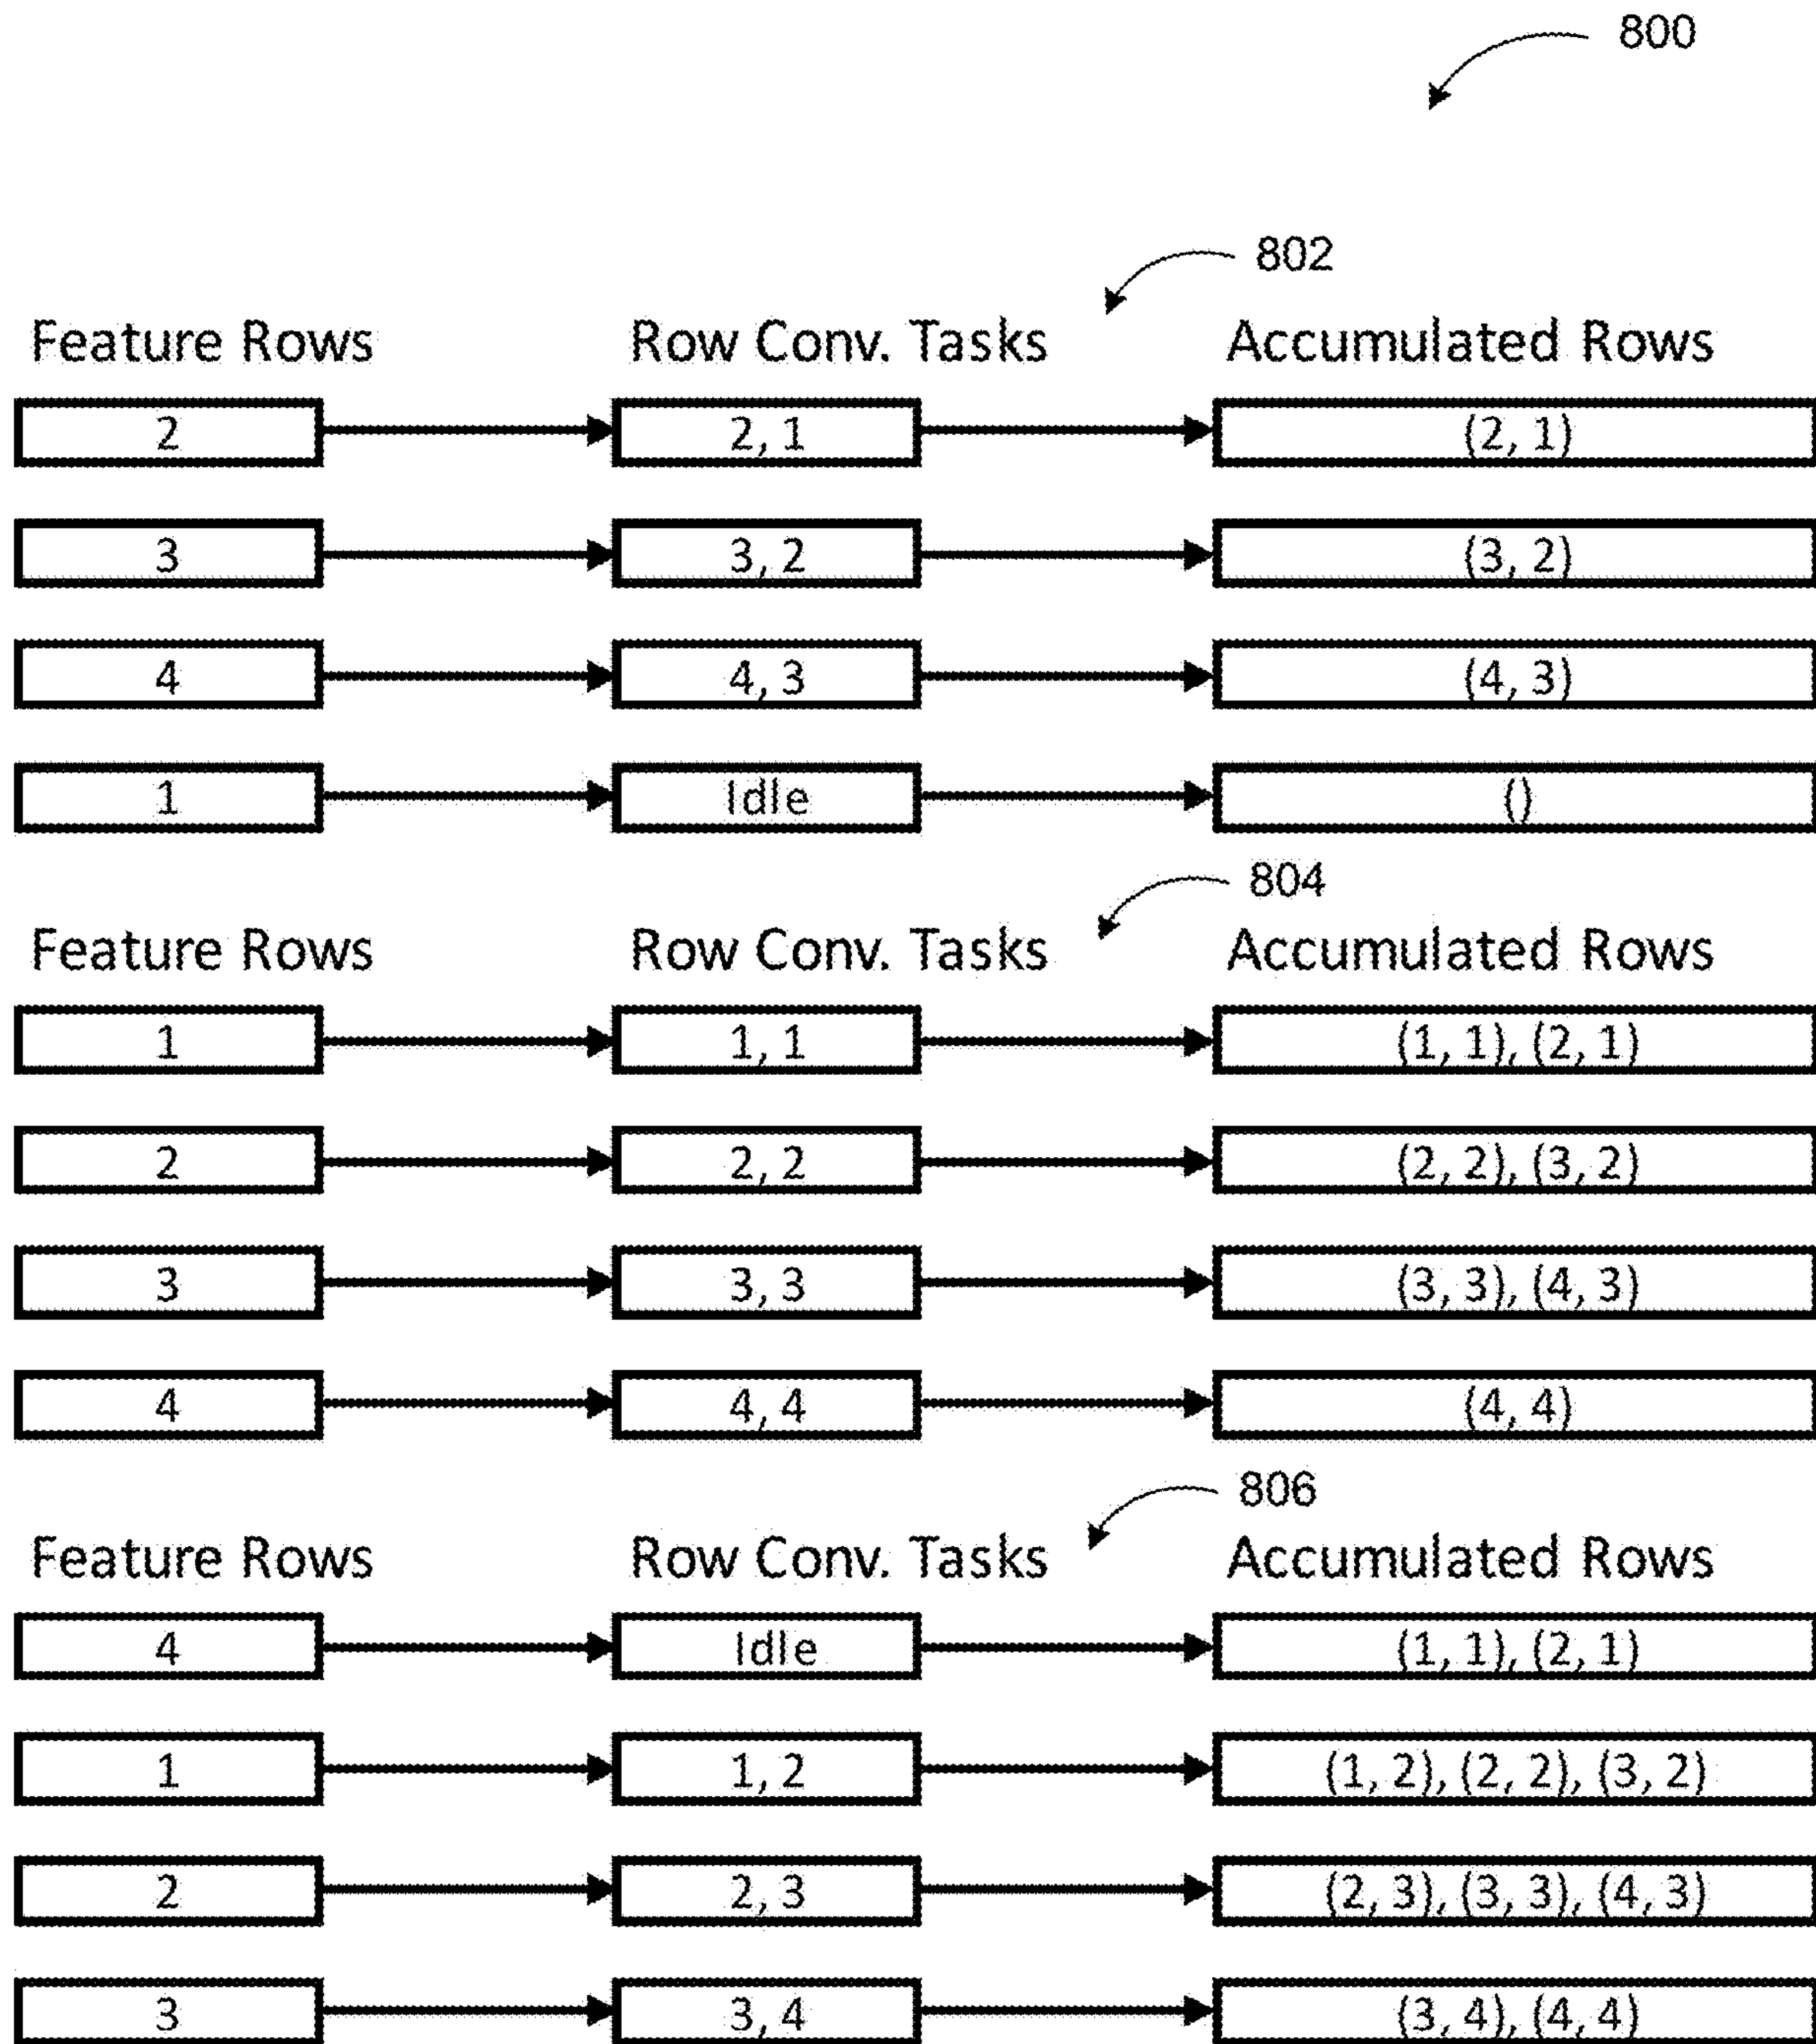 800
802
Feature Rows Row Conv. Tasks Accumulated Rows
2 2, 1 (2, 1)
3 3, 2 (3, 2)
4 4, 3 (4, 3)
1 Idle ()
804
Feature Rows Row Conv. Tasks Accumulated Rows
1 1, 1 (1, 1), (2, 1)
2 2, 2 (2, 2), (3, 2)
3 3, 3 (3, 3), (4, 3)
4 4, 4 (4, 4)
806
Feature Rows Row Conv. Tasks Accumulated Rows
4 Idle (1, 1), (2, 1)
1 1, 2 (1, 2), (2, 2), (3, 2)
2 2, 3 (2, 3), (3, 3), (4, 3)
3 3, 4 (3, 4), (4, 4)